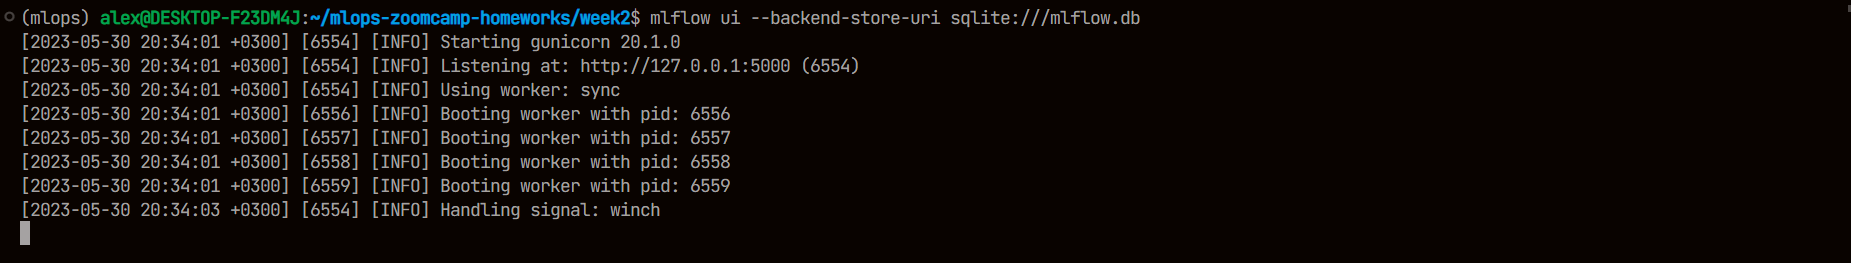 (mlops) alex@DESKTOP-F23DM4J:~/mlops-zoomcamp-homeworks/week2$ mlflow ui --backend-store-uri sqlite:///mlflow.db
[2023-05-30 20:34:01 +0300] [6554] [INFO] Starting gunicorn 20.1.0
[2023-05-30 20:34:01 +0300] [6554] [INFO] Listening at: http://127.0.0.1:5000 (6554)
[2023-05-30 20:34:01 +0300] [6554] [INFO] Using worker: sync
[2023-05-30 20:34:01 +0300] [6556] [INFO] Booting worker with pid: 6556
[2023-05-30 20:34:01 +0300] [6557] [INFO] Booting worker with pid: 6557
[2023-05-30 20:34:01 +0300] [6558] [INFO] Booting worker with pid: 6558
[2023-05-30 20:34:01 +0300] [6559] [INFO] Booting worker with pid: 6559
[2023-05-30 20:34:03 +0300] [6554] [INFO] Handling signal: winch